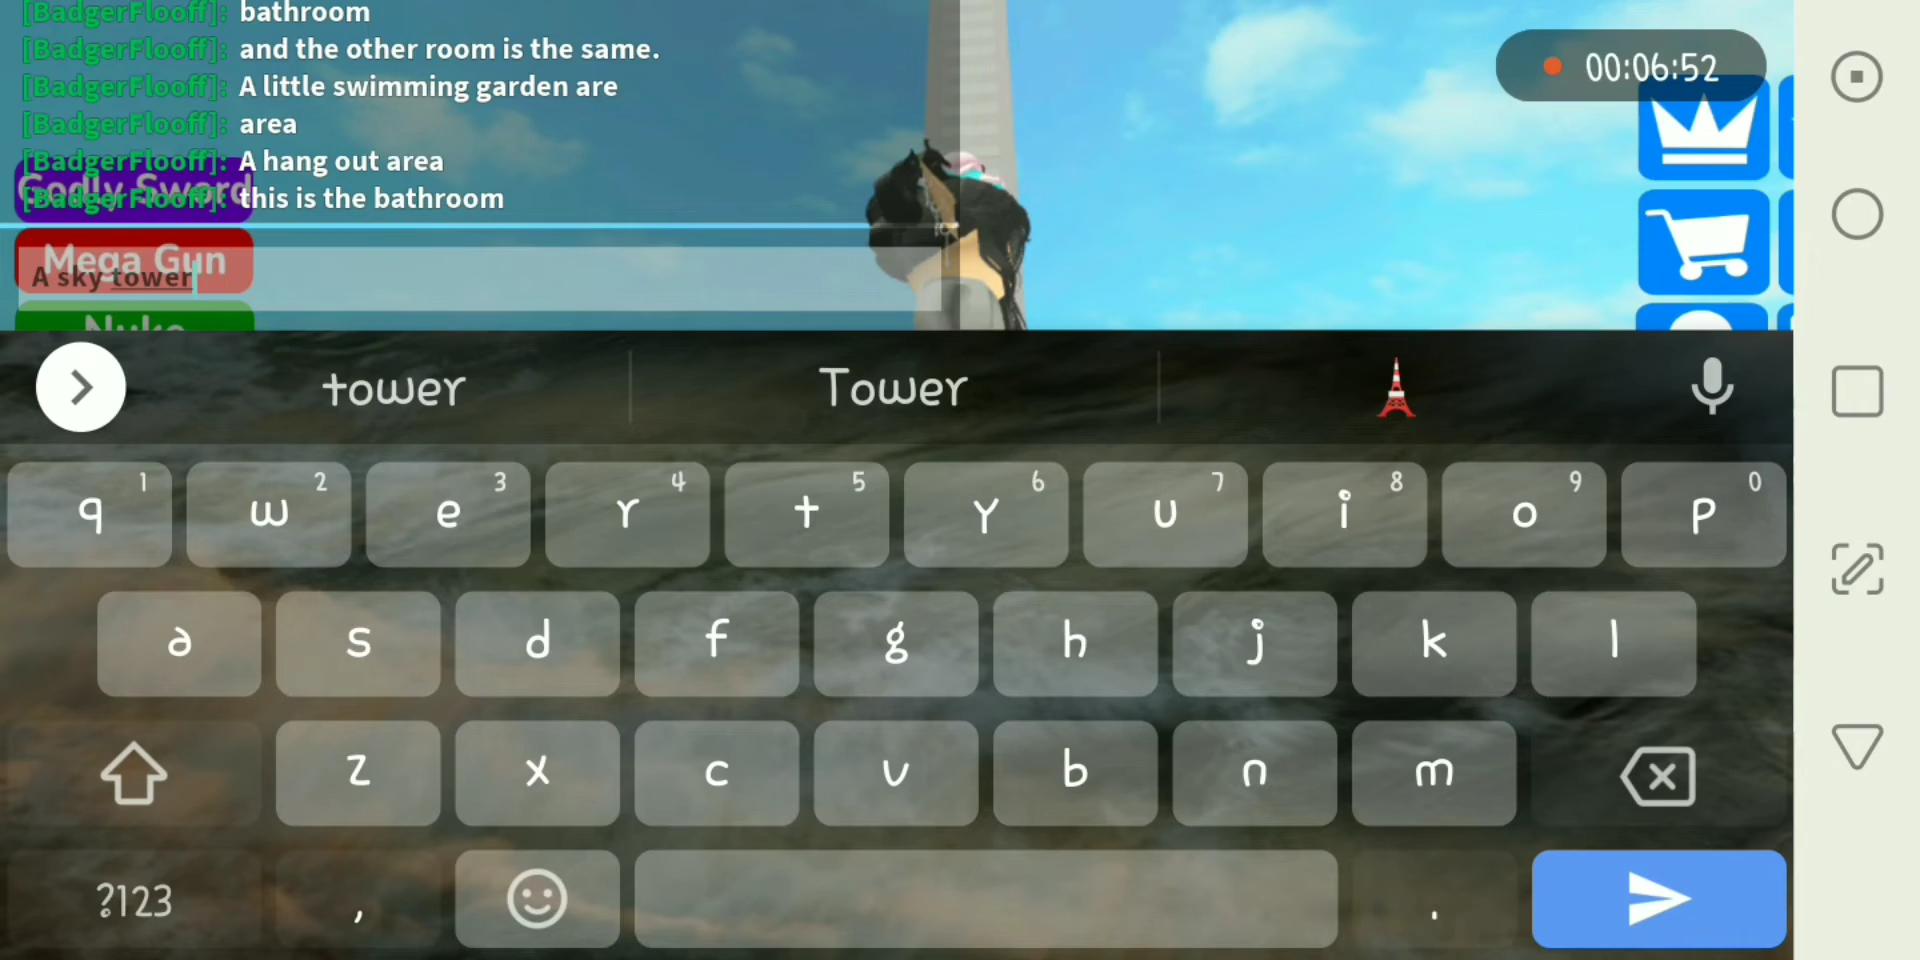 [BadgerFlooff]: bathroom
[BadgerFlooff]: and the other room is the same.
[BadgerFlooff]: A little swimming garden are
[BadgerFlooff]: area
[BadgerFlooff]: A hang out area
[BadgerFlooff]: this is the bathroom
Godly Sword
Mega Gun
A sky tower
Nuke
00:06:52
tower Tower
1 2 3 4 5 6 7 8 9 0
q w e r t y u i o p
a s d f g h j k l
z x c v b n m
?123 , .